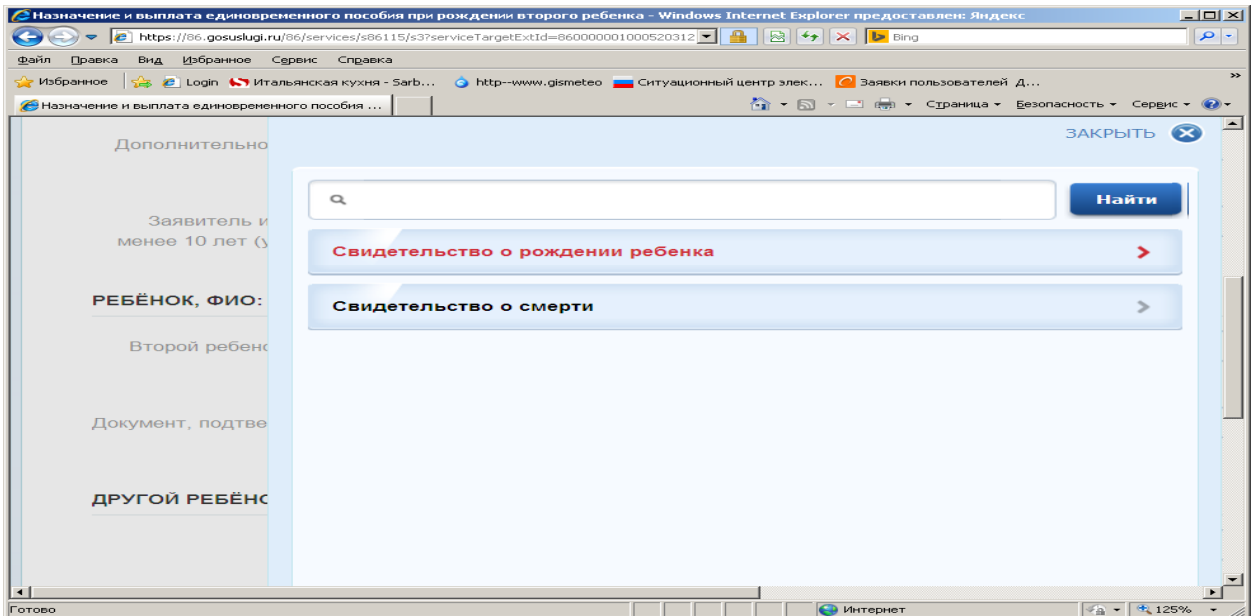 Назначение и выплата единовременного пособия при рождении второго ребенка - Windows Internet Explorer предоставлен: Яндекс
https://86.gosuslugi.ru/86/services/s86115/s3?serviceTargetExtId=860000001000520312
Bing
Файл Правка Вид Избранное Сервис Справка
Избранное Login Итальянская кухня - Sarb... http--www.gismeteo Ситуационный центр элек... Заявки пользователей Д...
Назначение и выплата единовременного пособия ... Страница Безопасность Сервис
ЗАКРЫТЬ
Дополнительно
Найти
Заявитель и
менее 10 лет (у
Свидетельство о рождении ребенка
РЕБЁНОК, ФИО:
Свидетельство о смерти
Второй ребено
Документ, подтве
ДРУГОЙ РЕБЁНО
Готово Интернет 125%